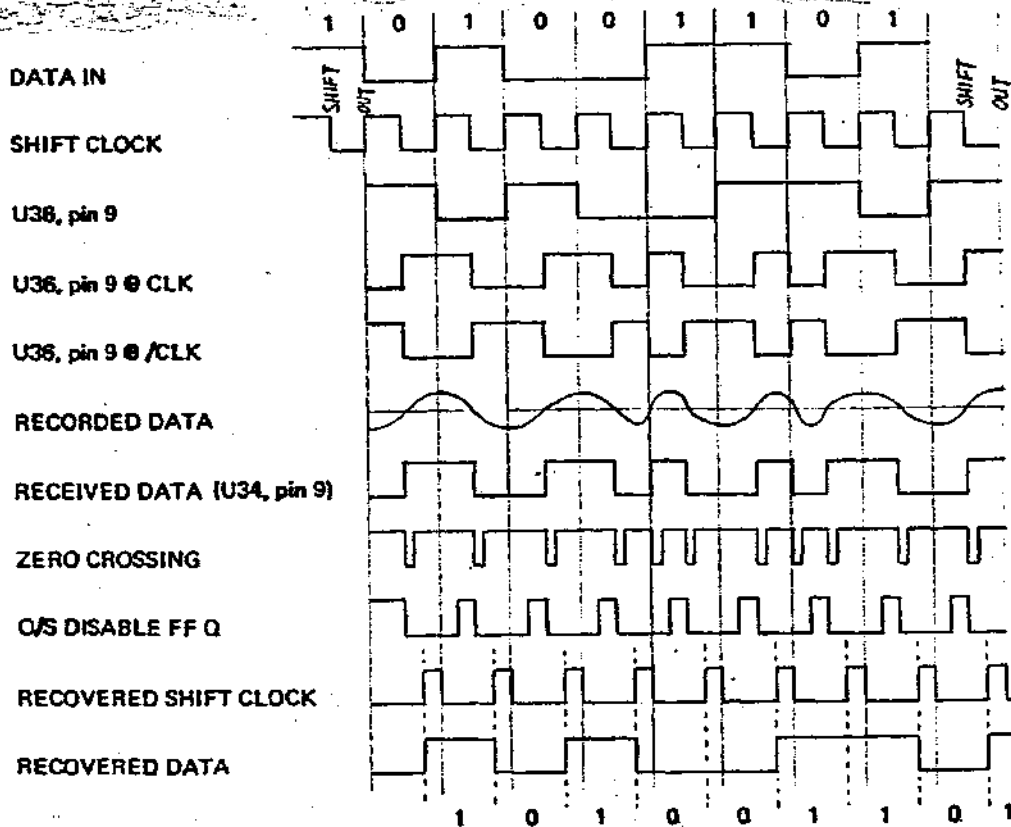 1 0 1 0 0 1 1 0 1
DATA IN
SHIFT OUT
SHIFT OUT
SHIFT CLOCK
U36, pin 9
U36, pin 9 ⊕ CLK
U36, pin 9 ⊕ /CLK
RECORDED DATA
RECEIVED DATA (U34, pin 9)
ZERO CROSSING
O/S DISABLE FF Q
RECOVERED SHIFT CLOCK
RECOVERED DATA
1 0 1 0 0 1 1 0 1